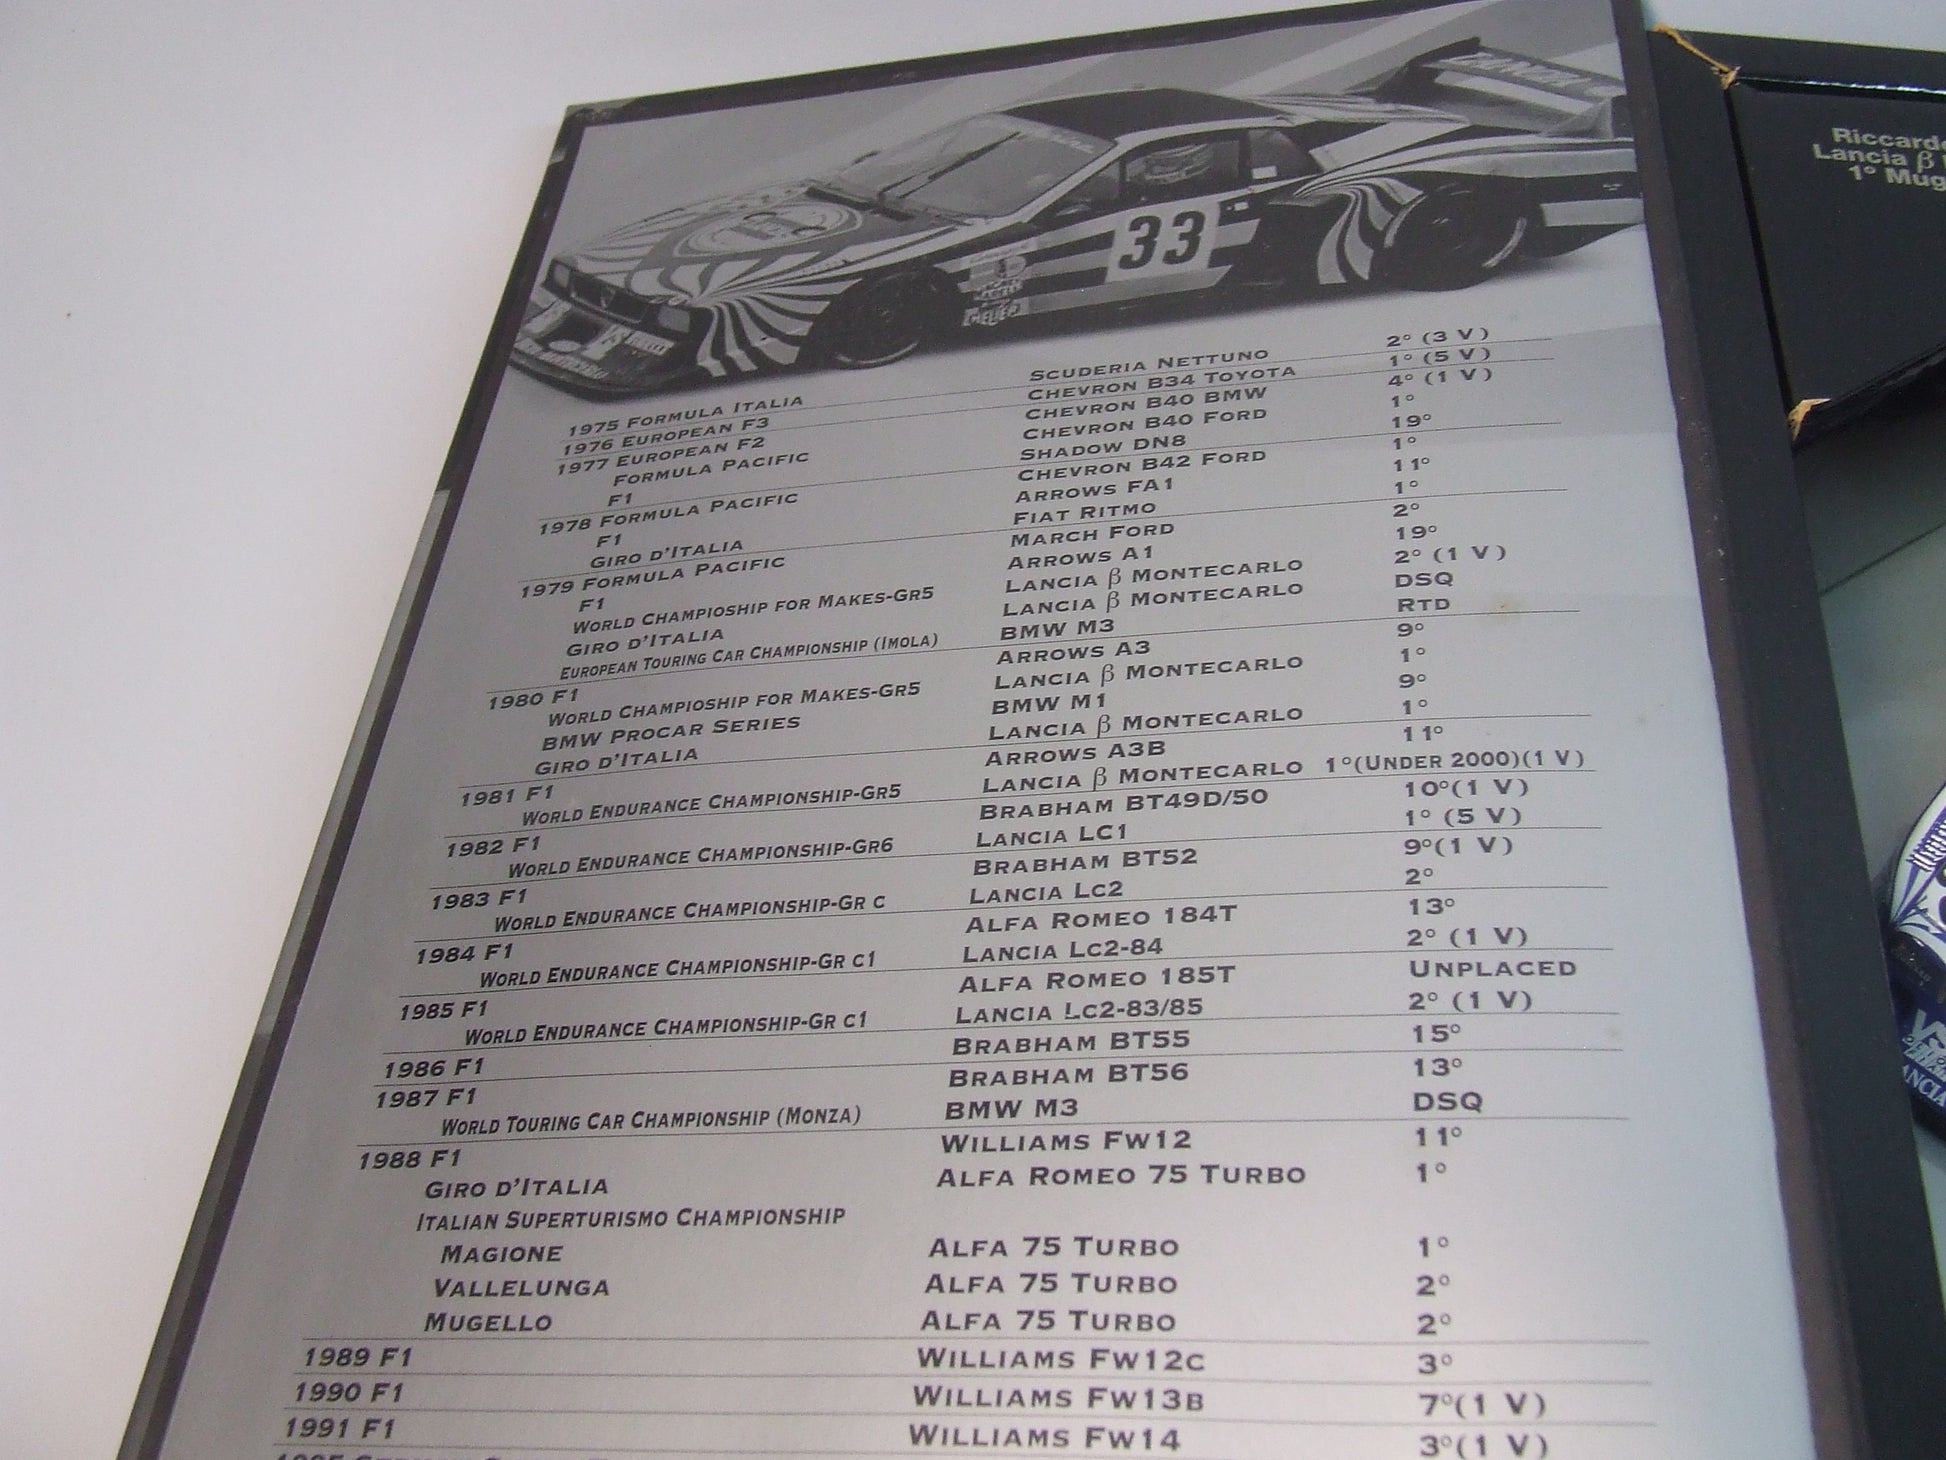 33
HEUER
Riccardo
Lancia β
1° Mug
1975 FORMULA ITALIA SCUDERIA NETTUNO 2° (3 V)
1976 EUROPEAN F3 CHEVRON B34 TOYOTA 1° (5 V)
1977 EUROPEAN F2 CHEVRON B40 BMW 4° (1 V)
FORMULA PACIFIC CHEVRON B40 FORD 1°
F1 SHADOW DN8 19°
1978 FORMULA PACIFIC CHEVRON B42 FORD 1°
F1 ARROWS FA1 11°
GIRO D'ITALIA FIAT RITMO 1°
1979 FORMULA PACIFIC MARCH FORD 2°
F1 ARROWS A1 19°
WORLD CHAMPIOSHIP FOR MAKES-GR5 LANCIA β MONTECARLO 2° (1 V)
GIRO D'ITALIA LANCIA β MONTECARLO DSQ
EUROPEAN TOURING CAR CHAMPIONSHIP (IMOLA) BMW M3 RTD
1980 F1 ARROWS A3 9°
WORLD CHAMPIOSHIP FOR MAKES-GR5 LANCIA β MONTECARLO 1°
BMW PROCAR SERIES BMW M1 9°
GIRO D'ITALIA LANCIA β MONTECARLO 1°
1981 F1 ARROWS A3B 11°
WORLD ENDURANCE CHAMPIONSHIP-GR5 LANCIA β MONTECARLO 1°(UNDER 2000)(1 V)
1982 F1 BRABHAM BT49D/50 10°(1 V)
WORLD ENDURANCE CHAMPIONSHIP-GR6 LANCIA LC1 1° (5 V)
1983 F1 BRABHAM BT52 9°(1 V)
WORLD ENDURANCE CHAMPIONSHIP-GR C LANCIA LC2 2°
1984 F1 ALFA ROMEO 184T 13°
WORLD ENDURANCE CHAMPIONSHIP-GR C1 LANCIA LC2-84 2° (1 V)
1985 F1 ALFA ROMEO 185T UNPLACED
WORLD ENDURANCE CHAMPIONSHIP-GR C1 LANCIA LC2-83/85 2° (1 V)
1986 F1 BRABHAM BT55 15°
1987 F1 BRABHAM BT56 13°
WORLD TOURING CAR CHAMPIONSHIP (MONZA) BMW M3 DSQ
1988 F1 WILLIAMS FW12 11°
GIRO D'ITALIA ALFA ROMEO 75 TURBO 1°
ITALIAN SUPERTURISMO CHAMPIONSHIP
MAGIONE ALFA 75 TURBO 1°
VALLELUNGA ALFA 75 TURBO 2°
MUGELLO ALFA 75 TURBO 2°
1989 F1 WILLIAMS FW12C 3°
1990 F1 WILLIAMS FW13B 7°(1 V)
1991 F1 WILLIAMS FW14 3°(1 V)